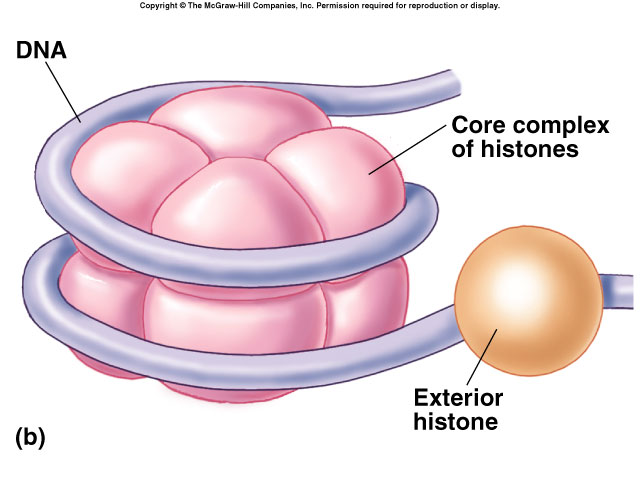 Copyright © The McGraw-Hill Companies, Inc. Permission required for reproduction or display.
DNA
Core complex
of histones
Exterior
histone
(b)